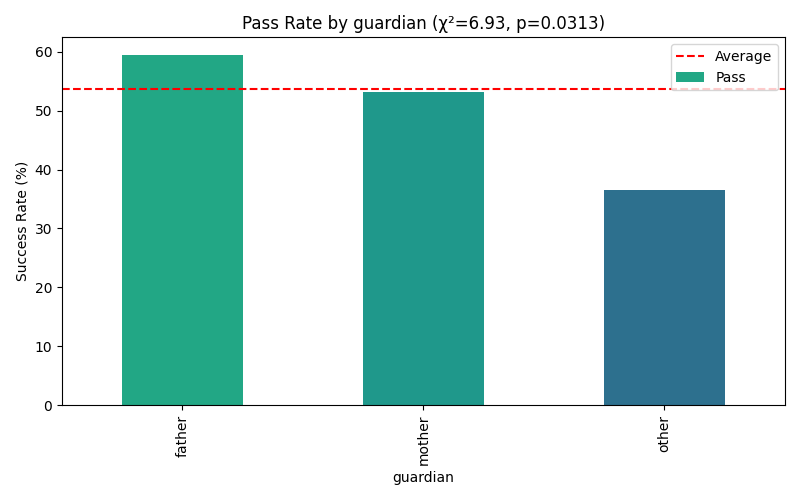 Pass Rate by guardian (χ²=6.93, p=0.0313)
Average
Pass
Success Rate (%)
60
50
40
30
20
10
0
father
mother
other
guardian